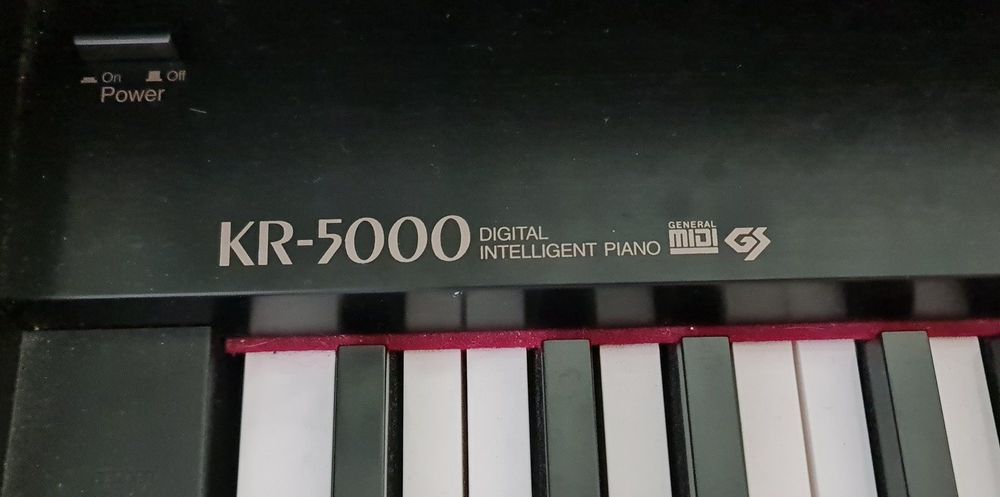 On Off
Power
KR-5000 DIGITAL
INTELLIGENT PIANO
GENERAL
MIDI GS